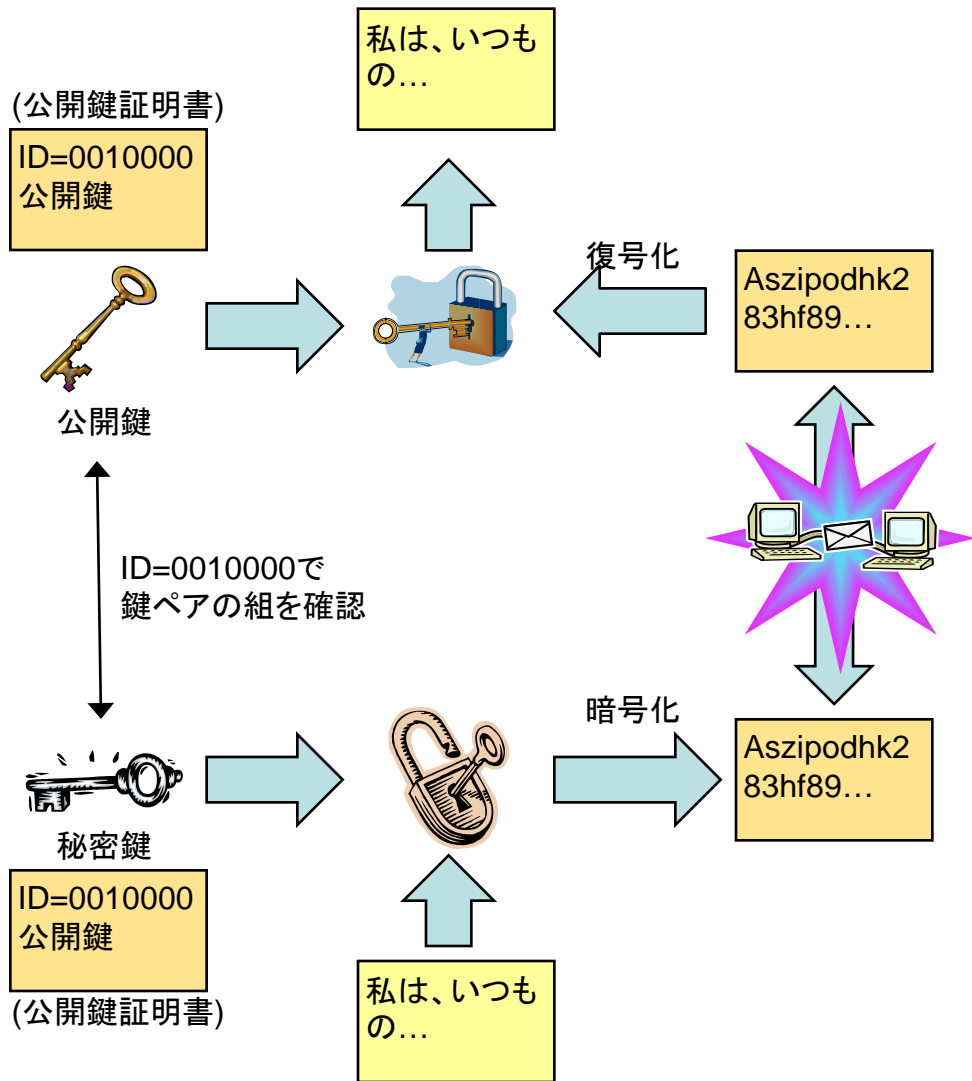 私は、いつも
の…
(公開鍵証明書)
ID=0010000
公開鍵
復号化
Aszipodhk2
83hf89…
公開鍵
ID=0010000で
鍵ペアの組を確認
暗号化
Aszipodhk2
83hf89…
秘密鍵
ID=0010000
公開鍵
(公開鍵証明書)
私は、いつも
の…